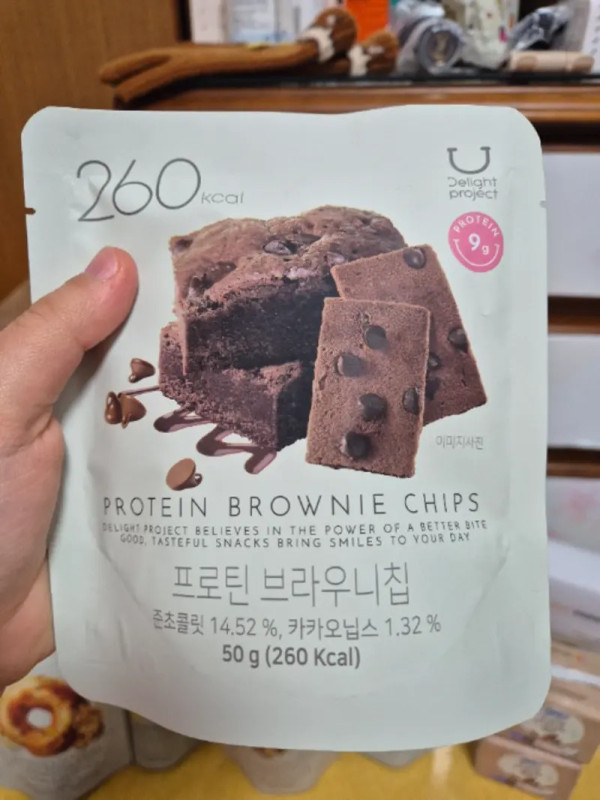 260 kcal
Delight
project
PROTEIN
9g
이미지사진
PROTEIN BROWNIE CHIPS
DELIGHT PROJECT BELIEVES IN THE POWER OF A BETTER BITE
GOOD, TASTEFUL SNACKS BRING SMILES TO YOUR DAY
프로틴 브라우니칩
준초콜릿 14.52 %, 카카오닙스 1.32 %
50 g (260 Kcal)